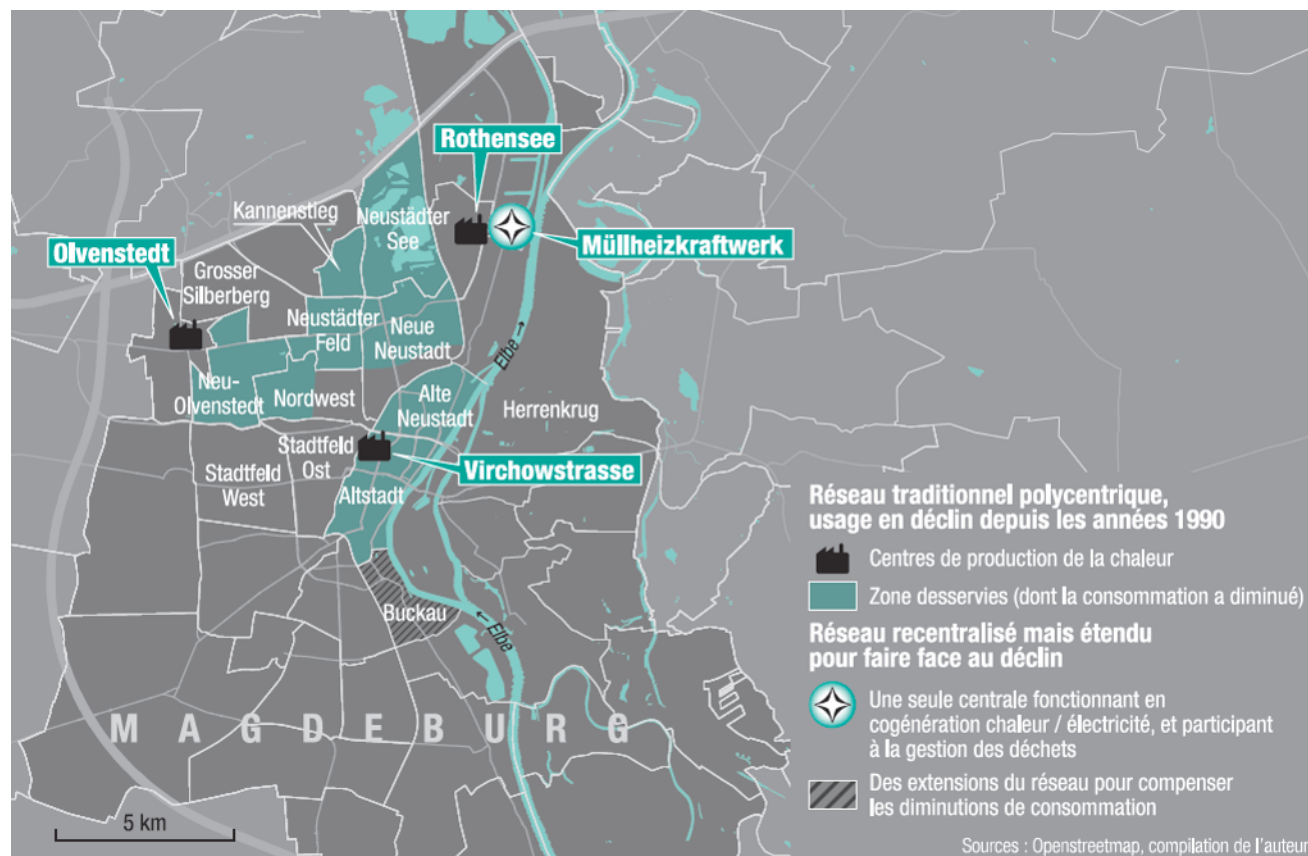 Rothensee
Kannenstieg
Neustädter
See
Olvenstedt
Müllheizkraftwerk
Grosser
Silberberg
Neustädter
Feld
Neue
Neustadt
Elbe →
Neu-
Olvenstedt
Nordwest
Alte
Neustadt
Herrenkrug
Stadtfeld
Ost
Stadtfeld
West
Virchowstrasse
Altstadt
Buckau
← Elbe
MAGDEBURG
5 km
Réseau traditionnel polycentrique,
usage en déclin depuis les années 1990
Centres de production de la chaleur
Zone desservies (dont la consommation a diminué)
Réseau recentralisé mais étendu
pour faire face au déclin
Une seule centrale fonctionnant en
cogénération chaleur / électricité, et participant
à la gestion des déchets
Des extensions du réseau pour compenser
les diminutions de consommation
Sources : Openstreetmap, compilation de l'auteur